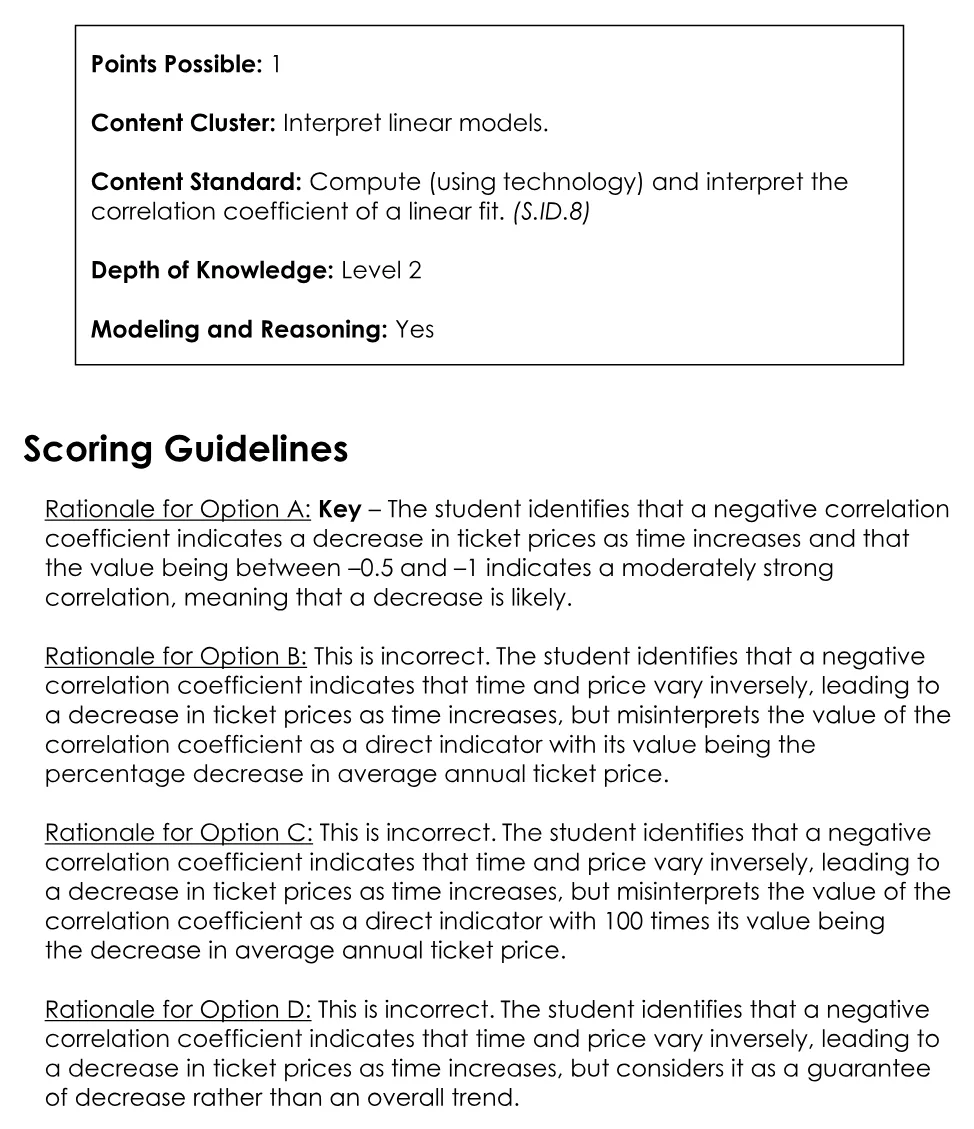 Points Possible: 1
Content Cluster: Interpret linear models.
Content Standard: Compute (using technology) and interpret the
correlation coefficient of a linear fit. (S.ID.8)
Depth of Knowledge: Level 2
Modeling and Reasoning: Yes
Scoring Guidelines
Rationale for Option A: Key – The student identifies that a negative correlation
coefficient indicates a decrease in ticket prices as time increases and that
the value being between –0.5 and –1 indicates a moderately strong
correlation, meaning that a decrease is likely.
Rationale for Option B: This is incorrect. The student identifies that a negative
correlation coefficient indicates that time and price vary inversely, leading to
a decrease in ticket prices as time increases, but misinterprets the value of the
correlation coefficient as a direct indicator with its value being the
percentage decrease in average annual ticket price.
Rationale for Option C: This is incorrect. The student identifies that a negative
correlation coefficient indicates that time and price vary inversely, leading to
a decrease in ticket prices as time increases, but misinterprets the value of the
correlation coefficient as a direct indicator with 100 times its value being
the decrease in average annual ticket price.
Rationale for Option D: This is incorrect. The student identifies that a negative
correlation coefficient indicates that time and price vary inversely, leading to
a decrease in ticket prices as time increases, but considers it as a guarantee
of decrease rather than an overall trend.